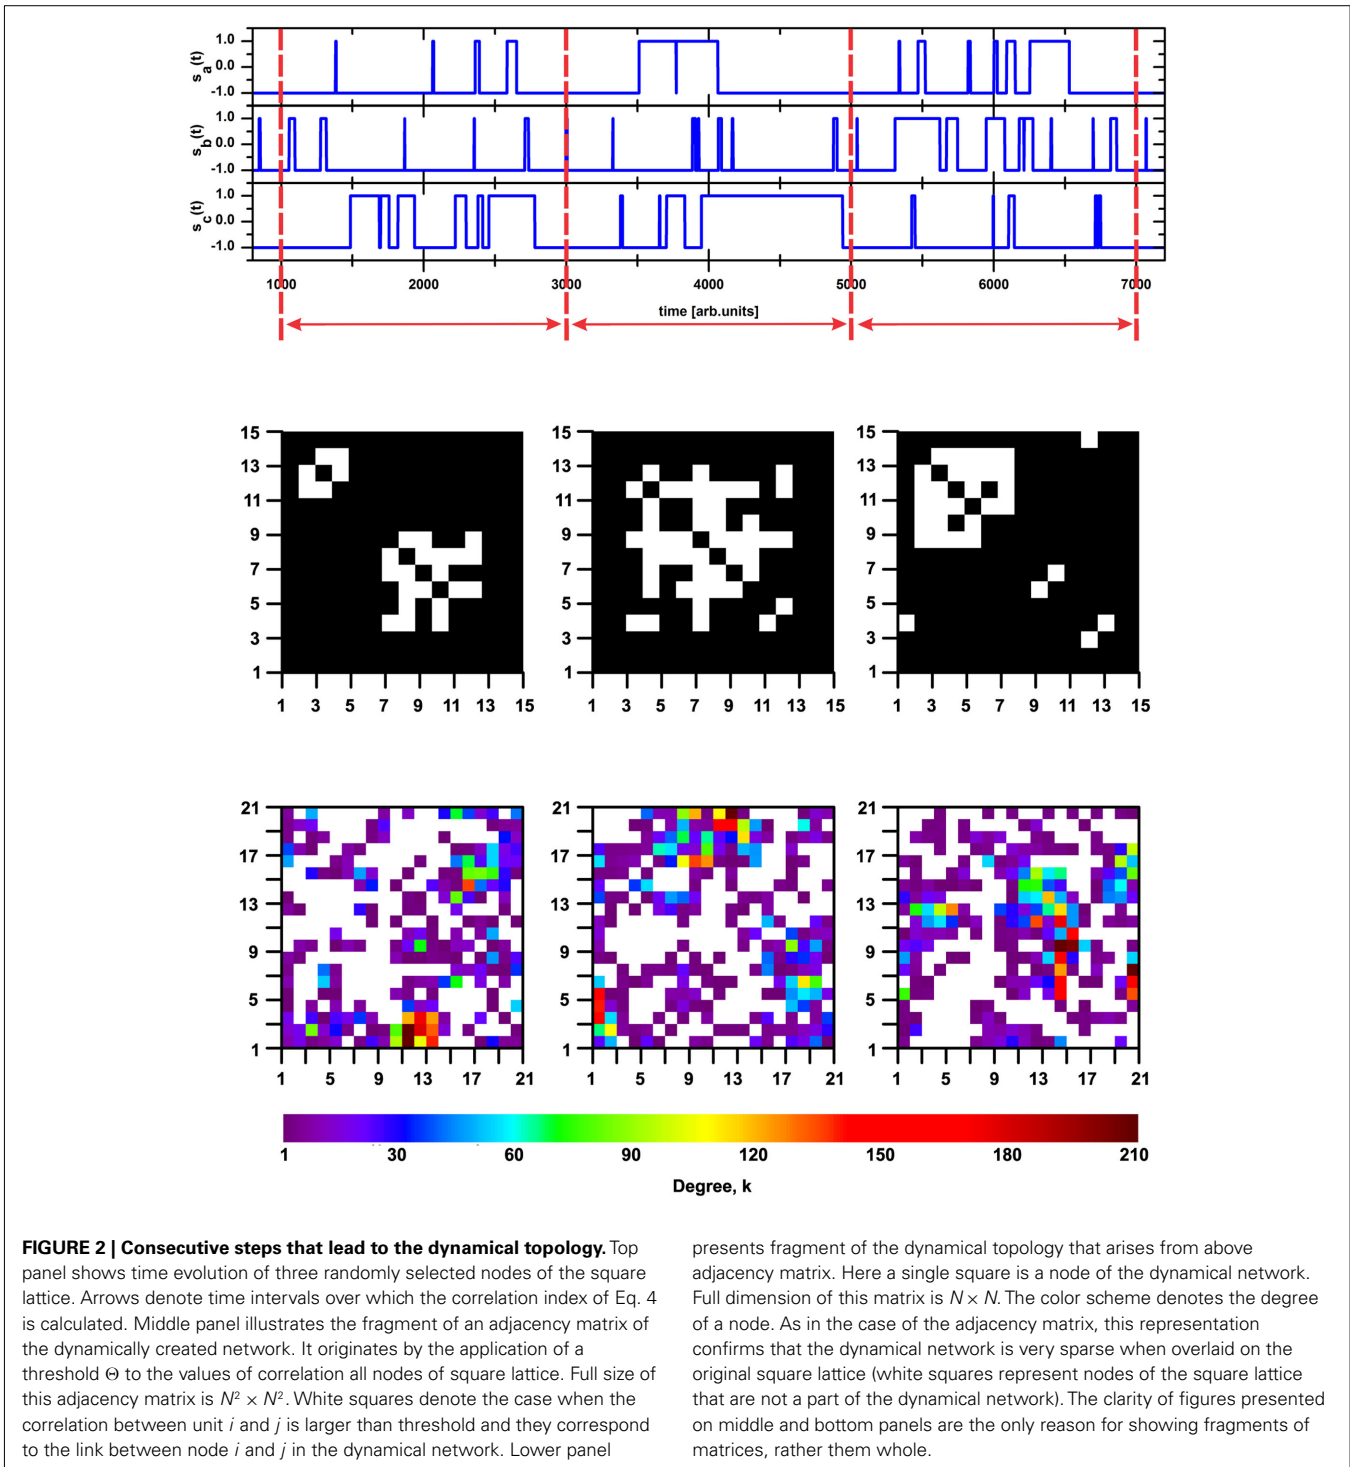 1.0
0.0
-1.0
s_a(t)
1.0
0.0
-1.0
s_b(t)
1.0
0.0
-1.0
s_c(t)
1000 2000 3000 4000 5000 6000 7000
time [arb.units]
15 15 15
13 13 13
11 11 11
9 9 9
7 7 7
5 5 5
3 3 3
1 1 1
1 3 5 7 9 11 13 15 1 3 5 7 9 11 13 15 1 3 5 7 9 11 13 15
21 21 21
17 17 17
13 13 13
9 9 9
5 5 5
1 1 1
1 5 9 13 17 21 1 5 9 13 17 21 1 5 9 13 17 21
1 30 60 90 120 150 180 210
Degree, k
FIGURE 2 | Consecutive steps that lead to the dynamical topology. Top
panel shows time evolution of three randomly selected nodes of the square
lattice. Arrows denote time intervals over which the correlation index of Eq. 4
is calculated. Middle panel illustrates the fragment of an adjacency matrix of
the dynamically created network. It originates by the application of a
threshold Θ to the values of correlation all nodes of square lattice. Full size of
this adjacency matrix is N² × N². White squares denote the case when the
correlation between unit i and j is larger than threshold and they correspond
to the link between node i and j in the dynamical network. Lower panel
presents fragment of the dynamical topology that arises from above
adjacency matrix. Here a single square is a node of the dynamical network.
Full dimension of this matrix is N × N. The color scheme denotes the degree
of a node. As in the case of the adjacency matrix, this representation
confirms that the dynamical network is very sparse when overlaid on the
original square lattice (white squares represent nodes of the square lattice
that are not a part of the dynamical network). The clarity of figures presented
on middle and bottom panels are the only reason for showing fragments of
matrices, rather them whole.